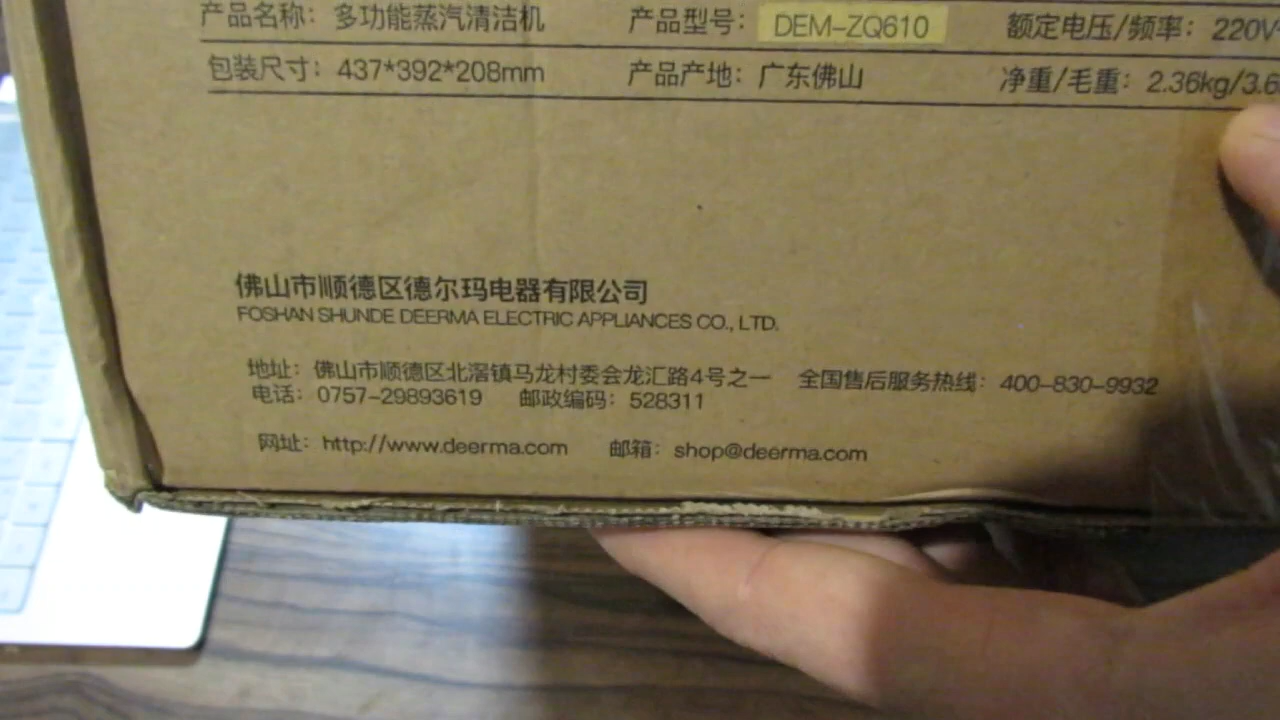 产品名称：多功能蒸汽清洁机 产品型号：DEM-ZQ610 额定电压/频率：220V
包装尺寸：437*392*208mm 产品产地：广东佛山 净重/毛重：2.36kg/3.6
佛山市顺德区德尔玛电器有限公司
FOSHAN SHUNDE DEERMA ELECTRIC APPLIANCES CO., LTD.
地址：佛山市顺德区北滘镇马龙村委会龙汇路4号之一 全国售后服务热线：400-830-9932
电话：0757-29893619 邮政编码：528311
网址：http://www.deerma.com 邮箱：shop@deerma.com